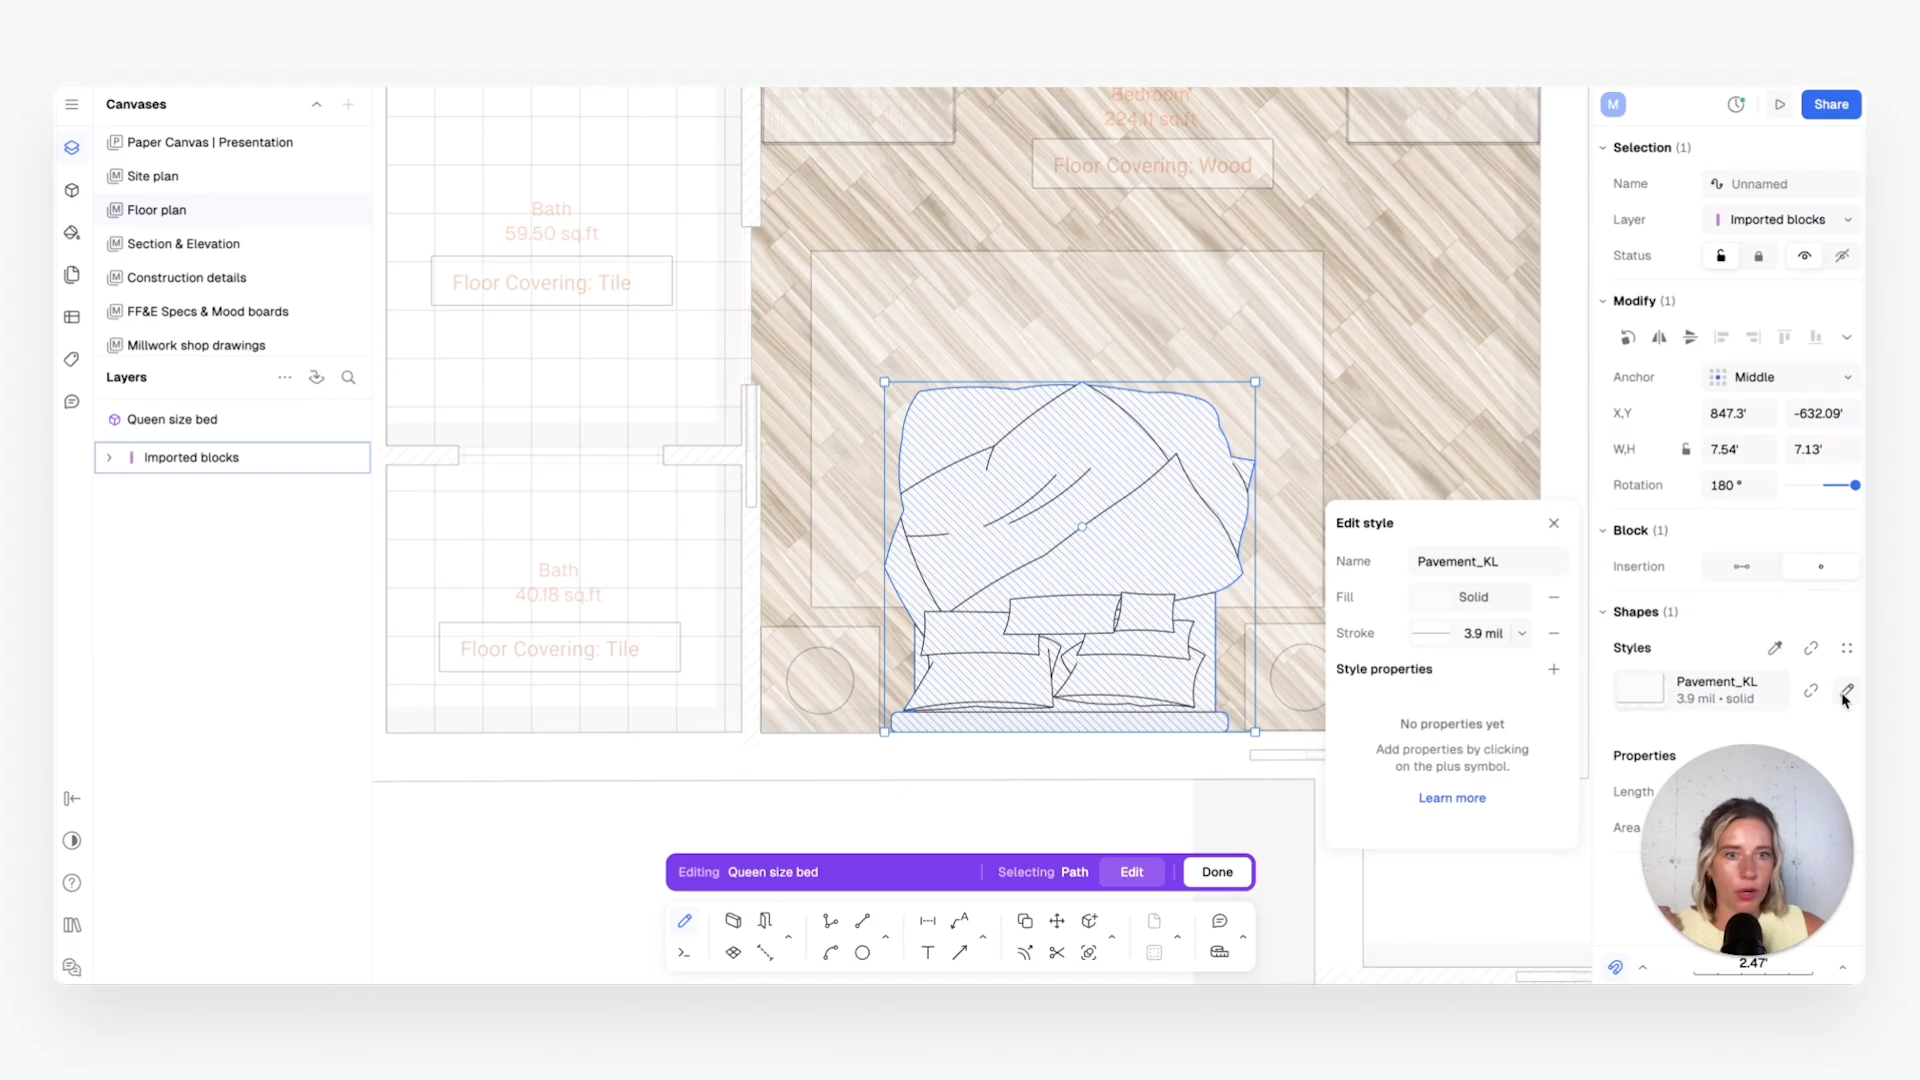 Canvases
Paper Canvas | Presentation
Site plan
Floor plan
Section & Elevation
Construction details
FF&E Specs & Mood boards
Millwork shop drawings
Layers
Queen size bed
Imported blocks
Bath
59.50 sq.ft
Floor Covering: Tile
Bath
40.18 sq.ft
Floor Covering: Tile
Bedroom
224.11 sq.ft
Floor Covering: Wood
Edit style
Name Pavement_KL
Fill Solid
Stroke 3.9 mil
Style properties
No properties yet
Add properties by clicking
on the plus symbol.
Learn more
Editing Queen size bed Selecting Path Edit Done
M Share
Selection (1)
Name Unnamed
Layer Imported blocks
Status
Modify (1)
Anchor Middle
X,Y 847.3' -632.09'
W,H 7.54' 7.13'
Rotation 180 °
Block (1)
Insertion
Shapes (1)
Styles
Pavement_KL
3.9 mil • solid
Properties
Length
Area
2.47'